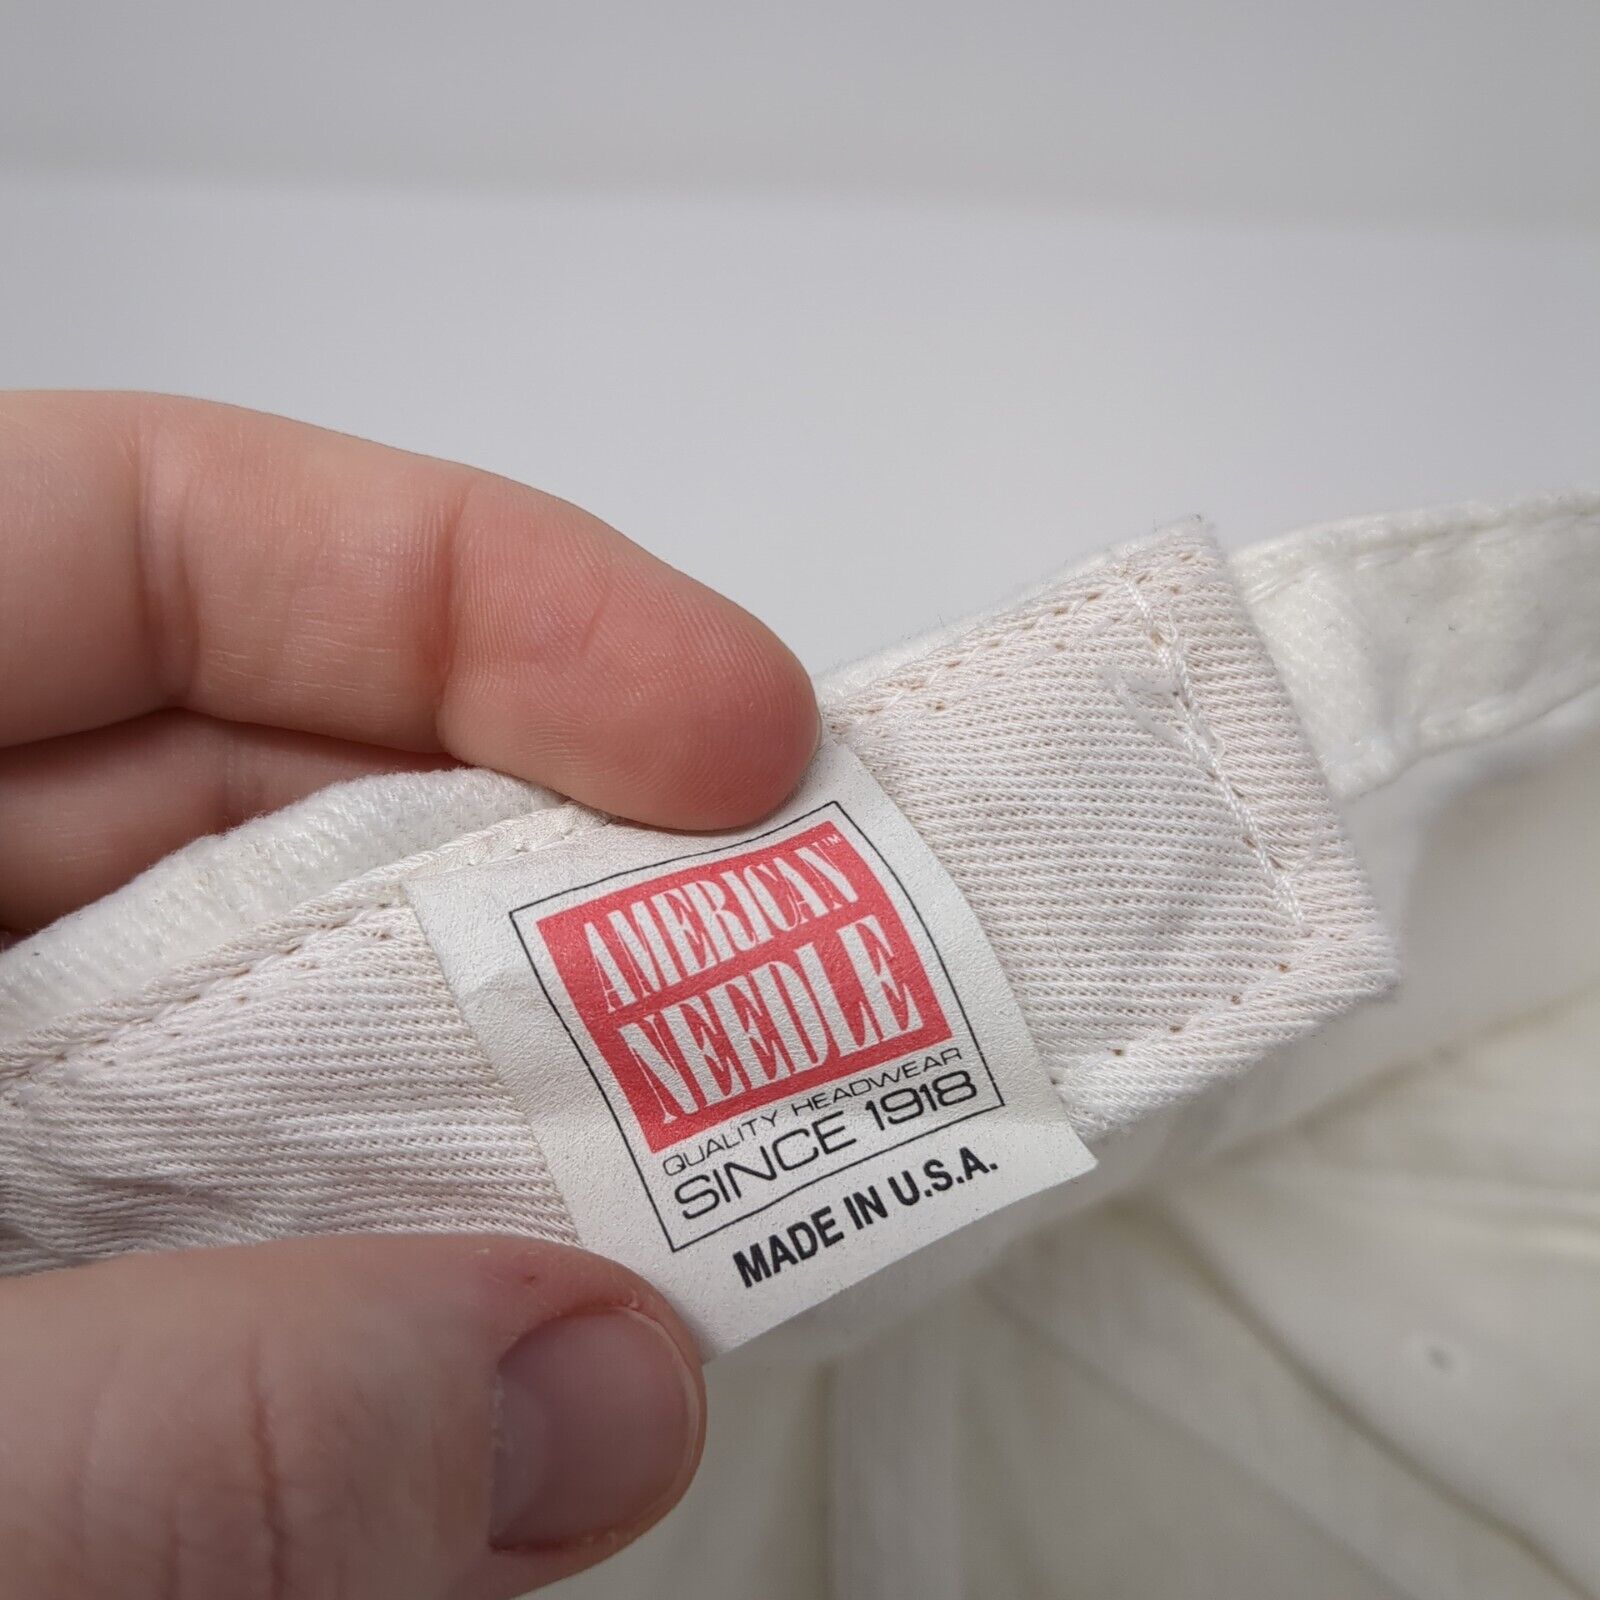 AMERICAN™
NEEDLE
QUALITY HEADWEAR
SINCE 1918
MADE IN U.S.A.